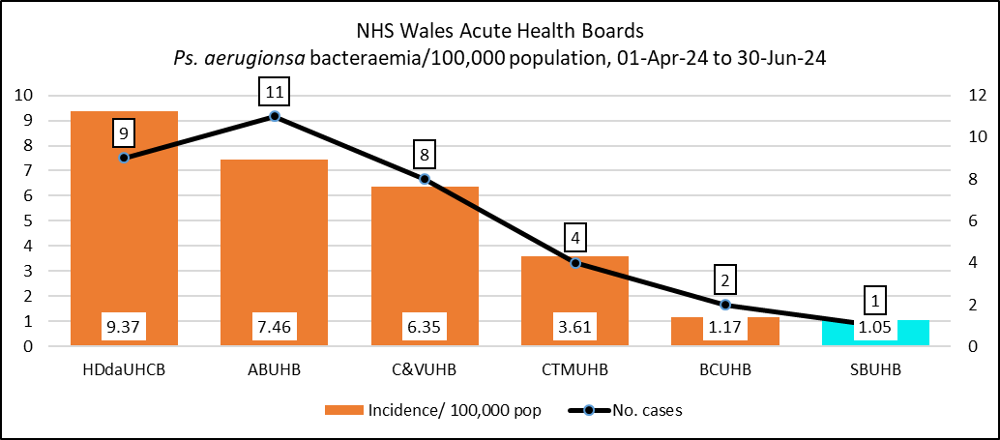 NHS Wales Acute Health Boards
Ps. aerugionsa bacteraemia/100,000 population, 01-Apr-24 to 30-Jun-24
10 12
9 11
8 9 10
7 8
6 8
5 6
4 4
3 4
2 2
1 1 2
0 9.37 7.46 6.35 3.61 1.17 1.05 0
HDdaUHCB ABUHB C&VUHB CTMUHB BCUHB SBUHB
Incidence/ 100,000 pop No. cases